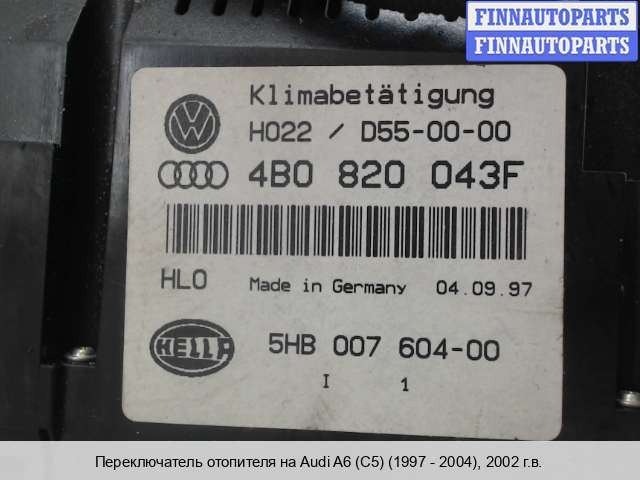 FINNAUTOPARTS
FINNAUTOPARTS
Klimabetätigung
H022 / D55-00-00
4B0 820 043F
HLO Made in Germany 04.09.97
HELLA 5HB 007 604-00
I 1
Переключатель отопителя на Audi A6 (C5) (1997 - 2004), 2002 г.в.